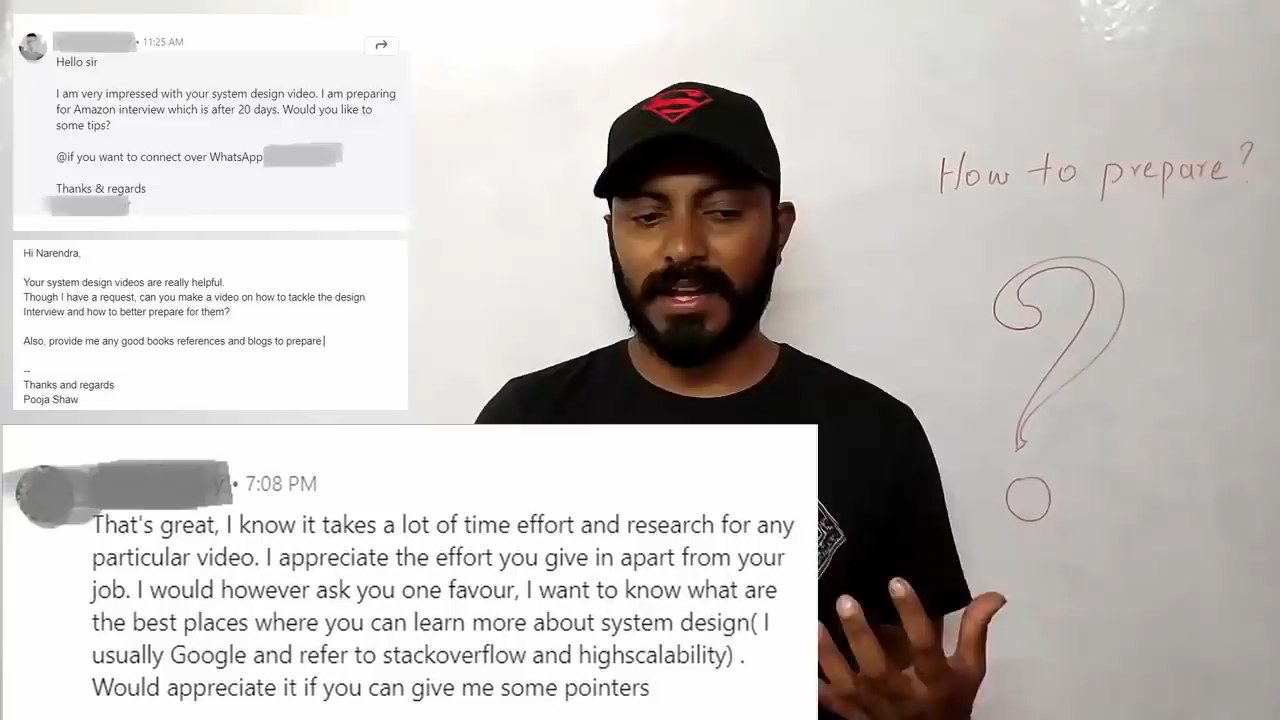 • 11:25 AM
Hello sir
I am very impressed with your system design video. I am preparing
for Amazon interview which is after 20 days. Would you like to
some tips?
@if you want to connect over WhatsApp
Thanks & regards
Hi Narendra,
Your system design videos are really helpful.
Though I have a request, can you make a video on how to tackle the design
Interview and how to better prepare for them?
Also, provide me any good books references and blogs to prepare.
--
Thanks and regards
Pooja Shaw
• 7:08 PM
That's great, I know it takes a lot of time effort and research for any
particular video. I appreciate the effort you give in apart from your
job. I would however ask you one favour, I want to know what are
the best places where you can learn more about system design( I
usually Google and refer to stackoverflow and highscalability) .
Would appreciate it if you can give me some pointers
How to prepare?
?